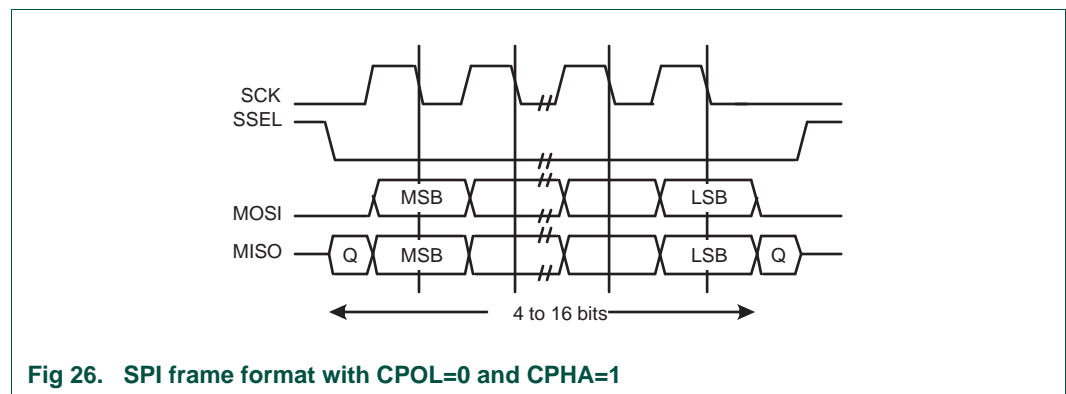 SCK
SSEL
MOSI
MSB
LSB
MISO
Q
MSB
LSB
Q
4 to 16 bits
Fig 26. SPI frame format with CPOL=0 and CPHA=1